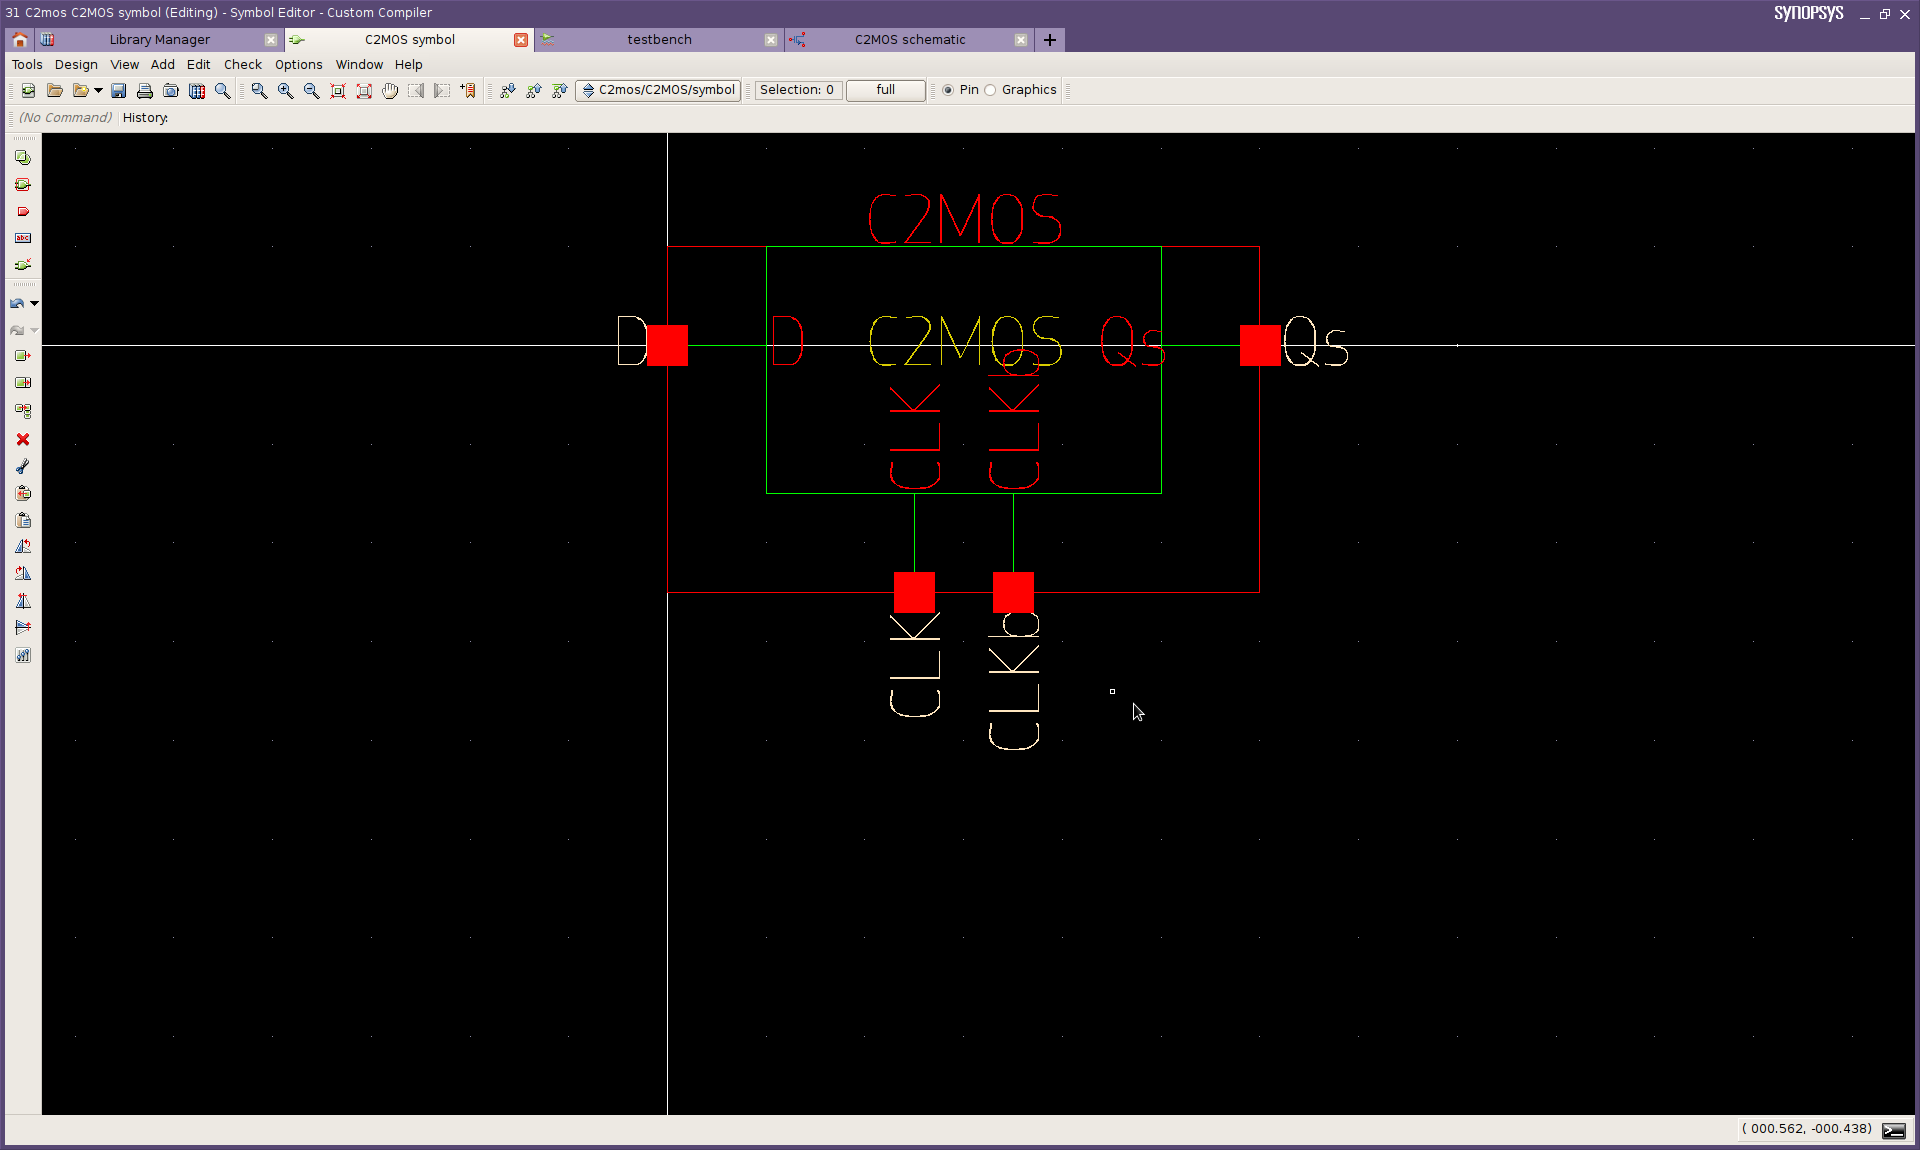 31 C2mos C2MOS symbol (Editing) - Symbol Editor - Custom Compiler
SYNOPSYS
Library Manager
C2MOS symbol
testbench
C2MOS schematic
Tools Design View Add Edit Check Options Window Help
C2mos/C2MOS/symbol
Selection: 0
full
Pin
Graphics
(No Command) History:
abc
C2MOS
D
D
C2MOS
Qs
Qs
CLK
CLKb
CLK
CLKb
( 000.562, -000.438)